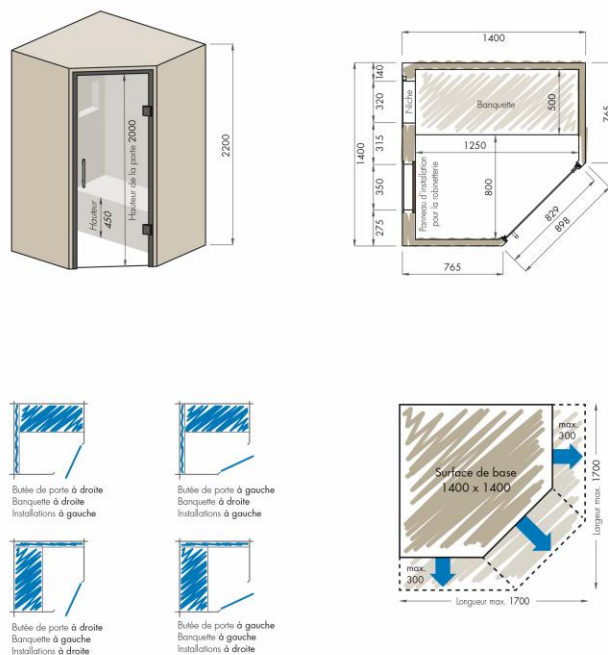 2200
Hauteur de la porte 2000
Hauteur
450
1400
1400
140
320
315
350
275
Niche
Banquette
500
765
1250
Panneau d'installation
pour la robinetterie
800
829
898
765
Butée de porte à droite
Banquette à droite
Installations à gauche
Butée de porte à gauche
Banquette à droite
Installations à gauche
Butée de porte à droite
Banquette à gauche
Installations à droite
Butée de porte à gauche
Banquette à gauche
Installations à droite
Surface de base
1400 x 1400
max.
300
max.
300
Largeur max. 1700
Longueur max. 1700